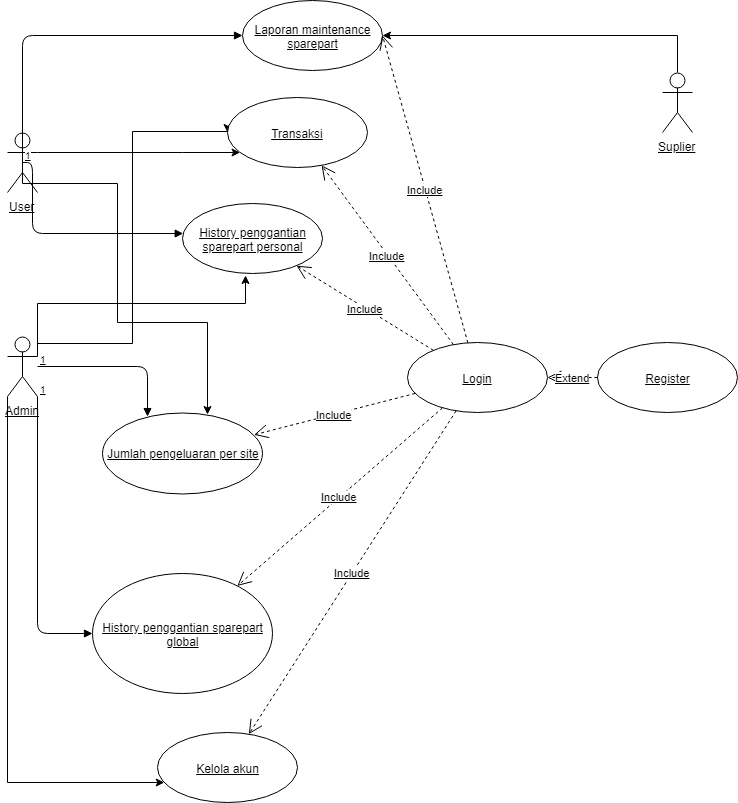 Laporan maintenance
sparepart
Transaksi
1
Suplier
Include
User
History penggantian
sparepart personal
Include
Include
1
Login
Extend
Register
1
Admin
Include
Jumlah pengeluaran per site
Include
Include
History penggantian sparepart
global
Kelola akun